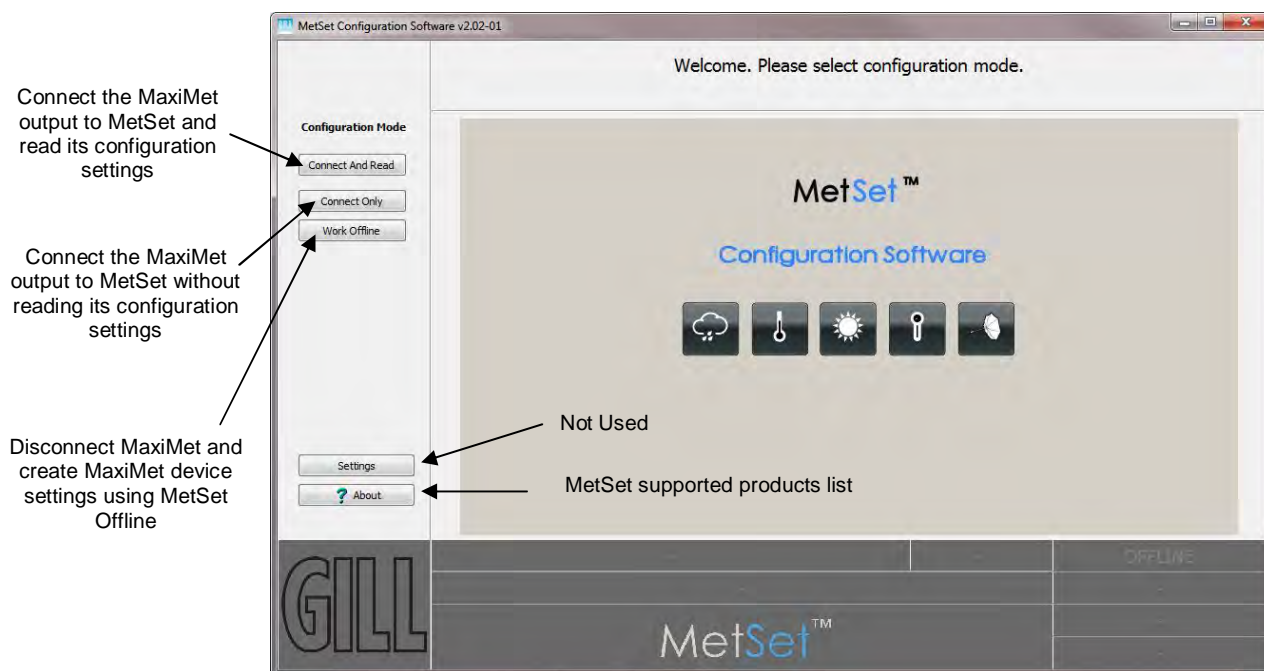 MetSet Configuration Software v2.02-01
Welcome. Please select configuration mode.
Connect the MaxiMet
output to MetSet and
read its configuration
settings
Configuration Mode
Connect And Read
Connect Only
Work Offline
Connect the MaxiMet
output to MetSet without
reading its configuration
settings
Disconnect MaxiMet and
create MaxiMet device
settings using MetSet
Offline
MetSet™
Configuration Software
Not Used
Settings
MetSet supported products list
? About
GILL
OFFLINE
MetSet™